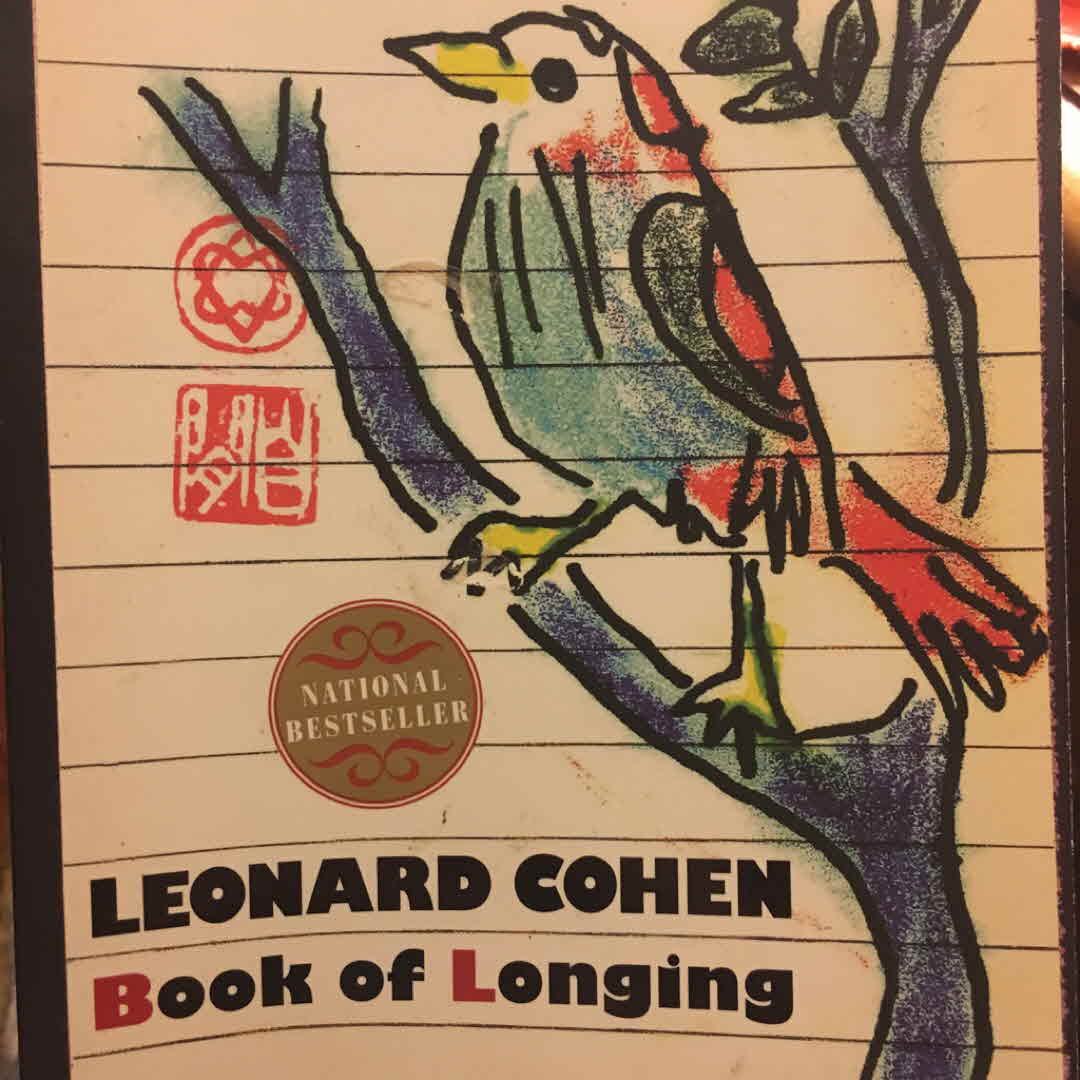 NATIONAL
BESTSELLER
LEONARD COHEN
Book of Longing